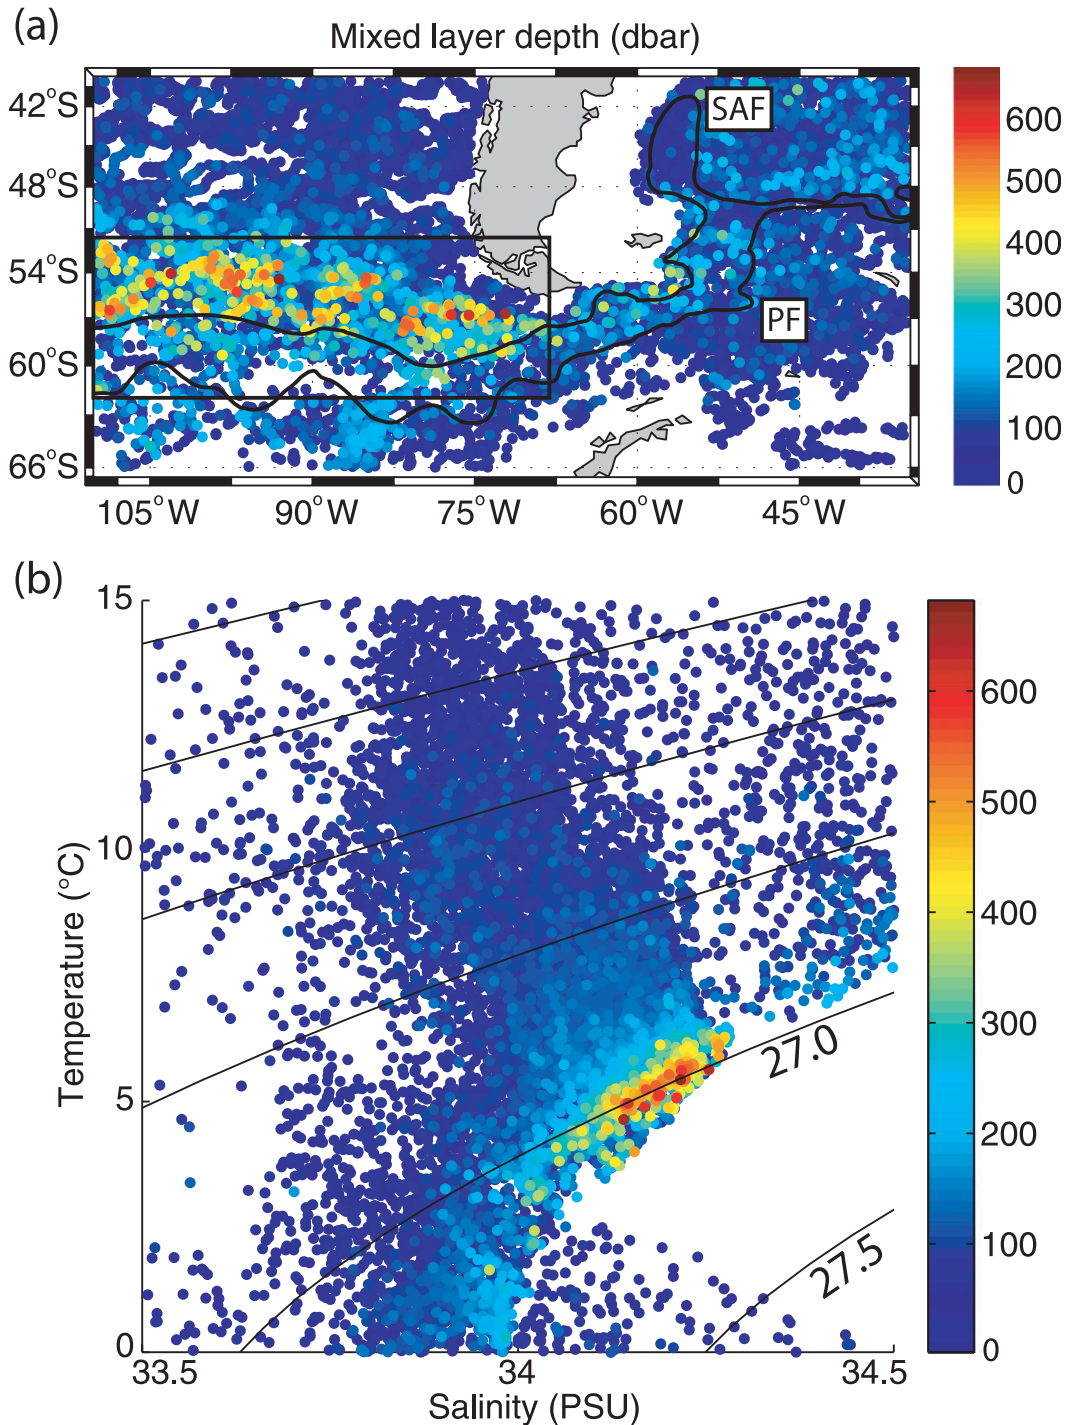 (a)
Mixed layer depth (dbar)
42°S
48°S
54°S
60°S
66°S
105°W
90°W
75°W
60°W
45°W
SAF
PF
600
500
400
300
200
100
0
(b)
15
10
5
0
Temperature (°C)
33.5
34
34.5
Salinity (PSU)
27.0
27.5
600
500
400
300
200
100
0